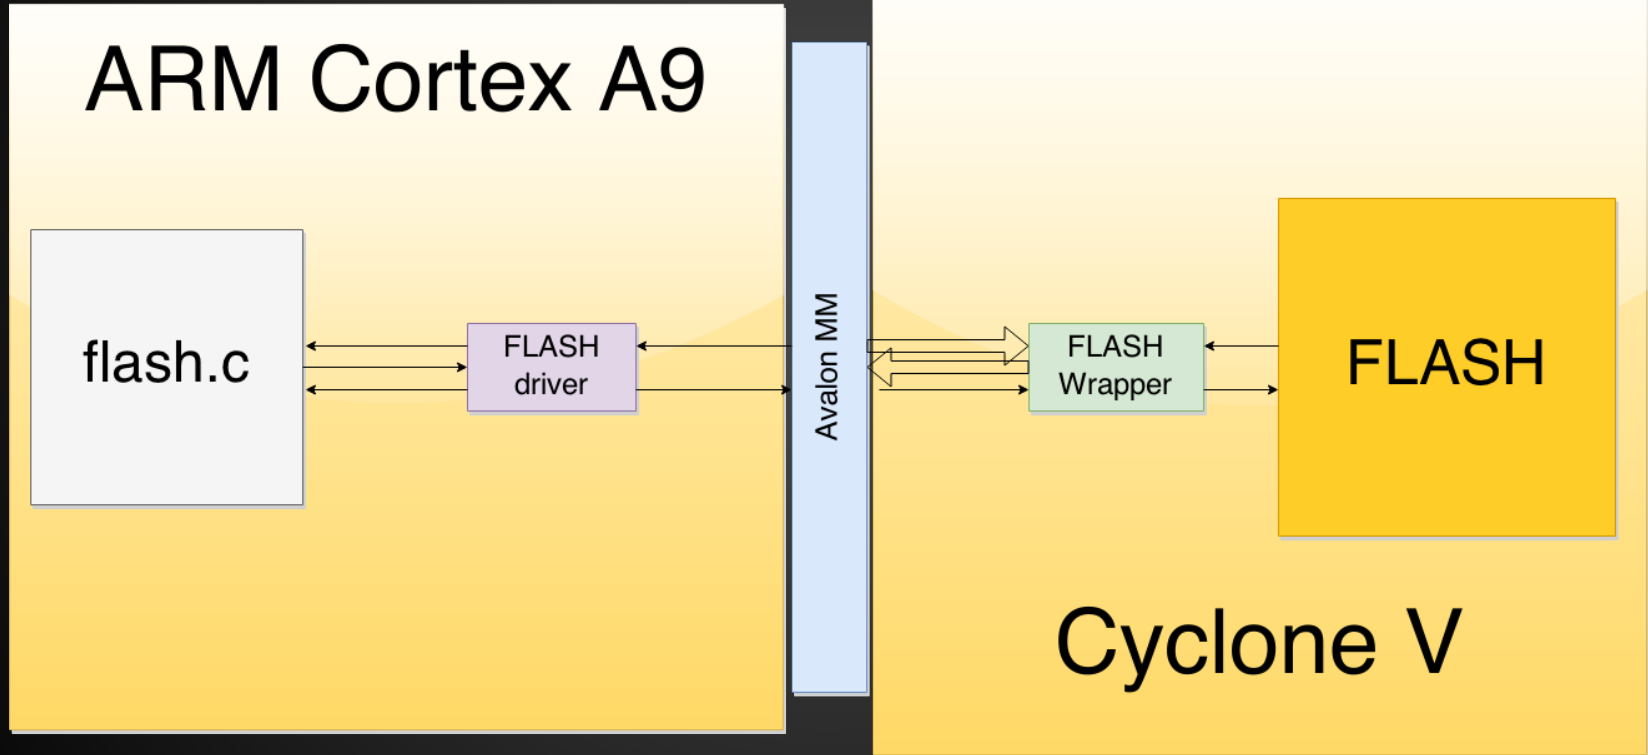 ARM Cortex A9
flash.c
FLASH
driver
Avalon MM
FLASH
Wrapper
FLASH
Cyclone V